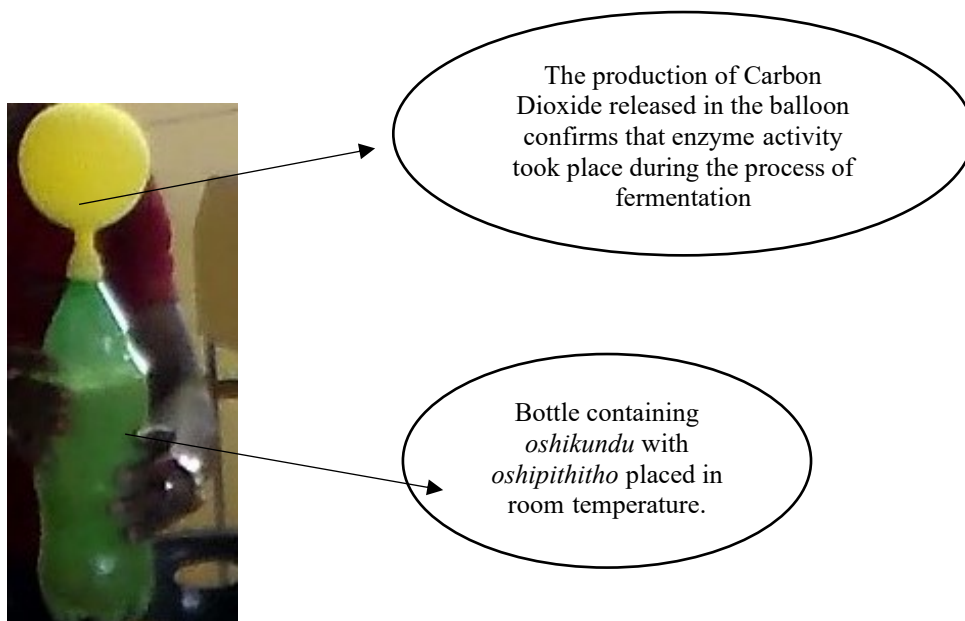 The production of Carbon
Dioxide released in the balloon
confirms that enzyme activity
took place during the process of
fermentation
Bottle containing
oshikundu with
oshipithitho placed in
room temperature.